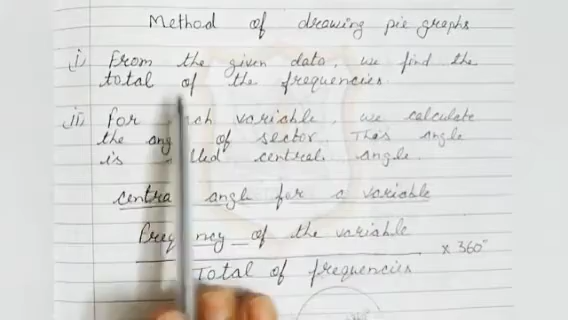 Method of drawing pie graphs
i) From the given data, we find the
total of the frequencies.
ii) For each variable, we calculate
the angle of sector. This angle
is called central angle.
central angle for a variable
Frequency of the variable
x 360°
Total of frequencies